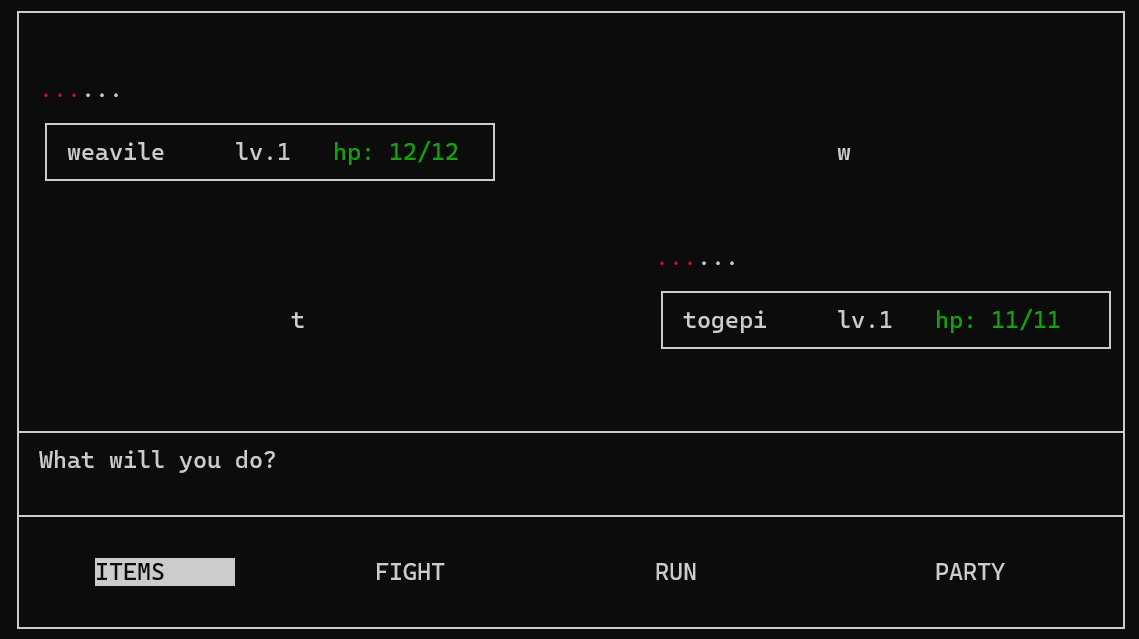 ......
weavile lv.1 hp: 12/12
w
......
t
togepi lv.1 hp: 11/11
What will you do?
ITEMS FIGHT RUN PARTY